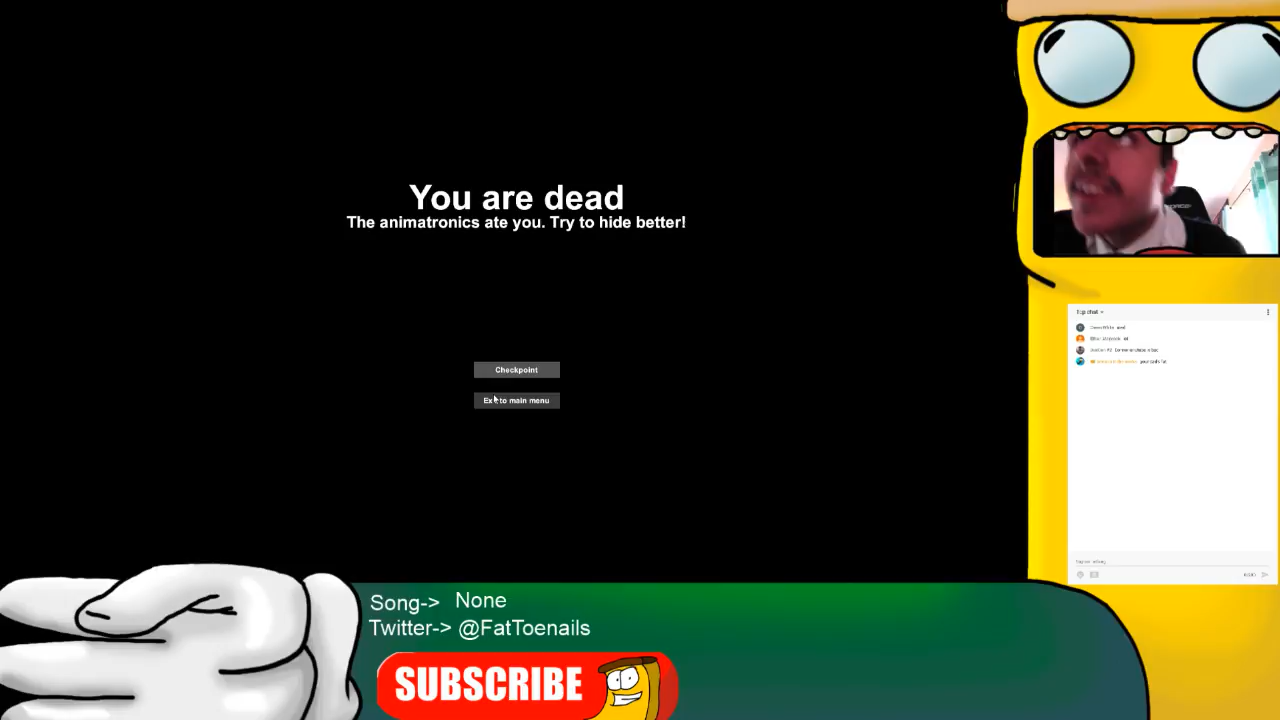 You are dead
The animatronics ate you. Try to hide better!
Checkpoint
to main menu
Song-> None
Twitter-> @FatToenails
SUBSCRIBE